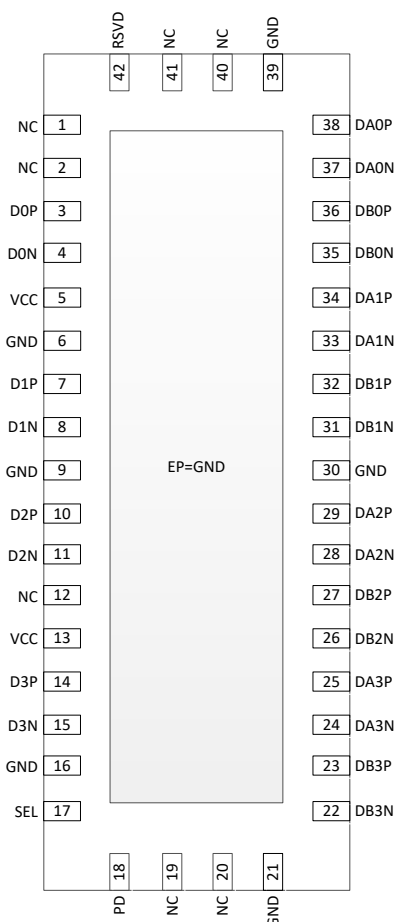 RSVD NC NC GND
42 41 40 39
NC 1 38 DA0P
NC 2 37 DA0N
D0P 3 36 DB0P
D0N 4 35 DB0N
VCC 5 34 DA1P
GND 6 33 DA1N
D1P 7 32 DB1P
D1N 8 31 DB1N
GND 9 EP=GND 30 GND
D2P 10 29 DA2P
D2N 11 28 DA2N
NC 12 27 DB2P
VCC 13 26 DB2N
D3P 14 25 DA3P
D3N 15 24 DA3N
GND 16 23 DB3P
SEL 17 22 DB3N
18 19 20 21
PD NC NC GND